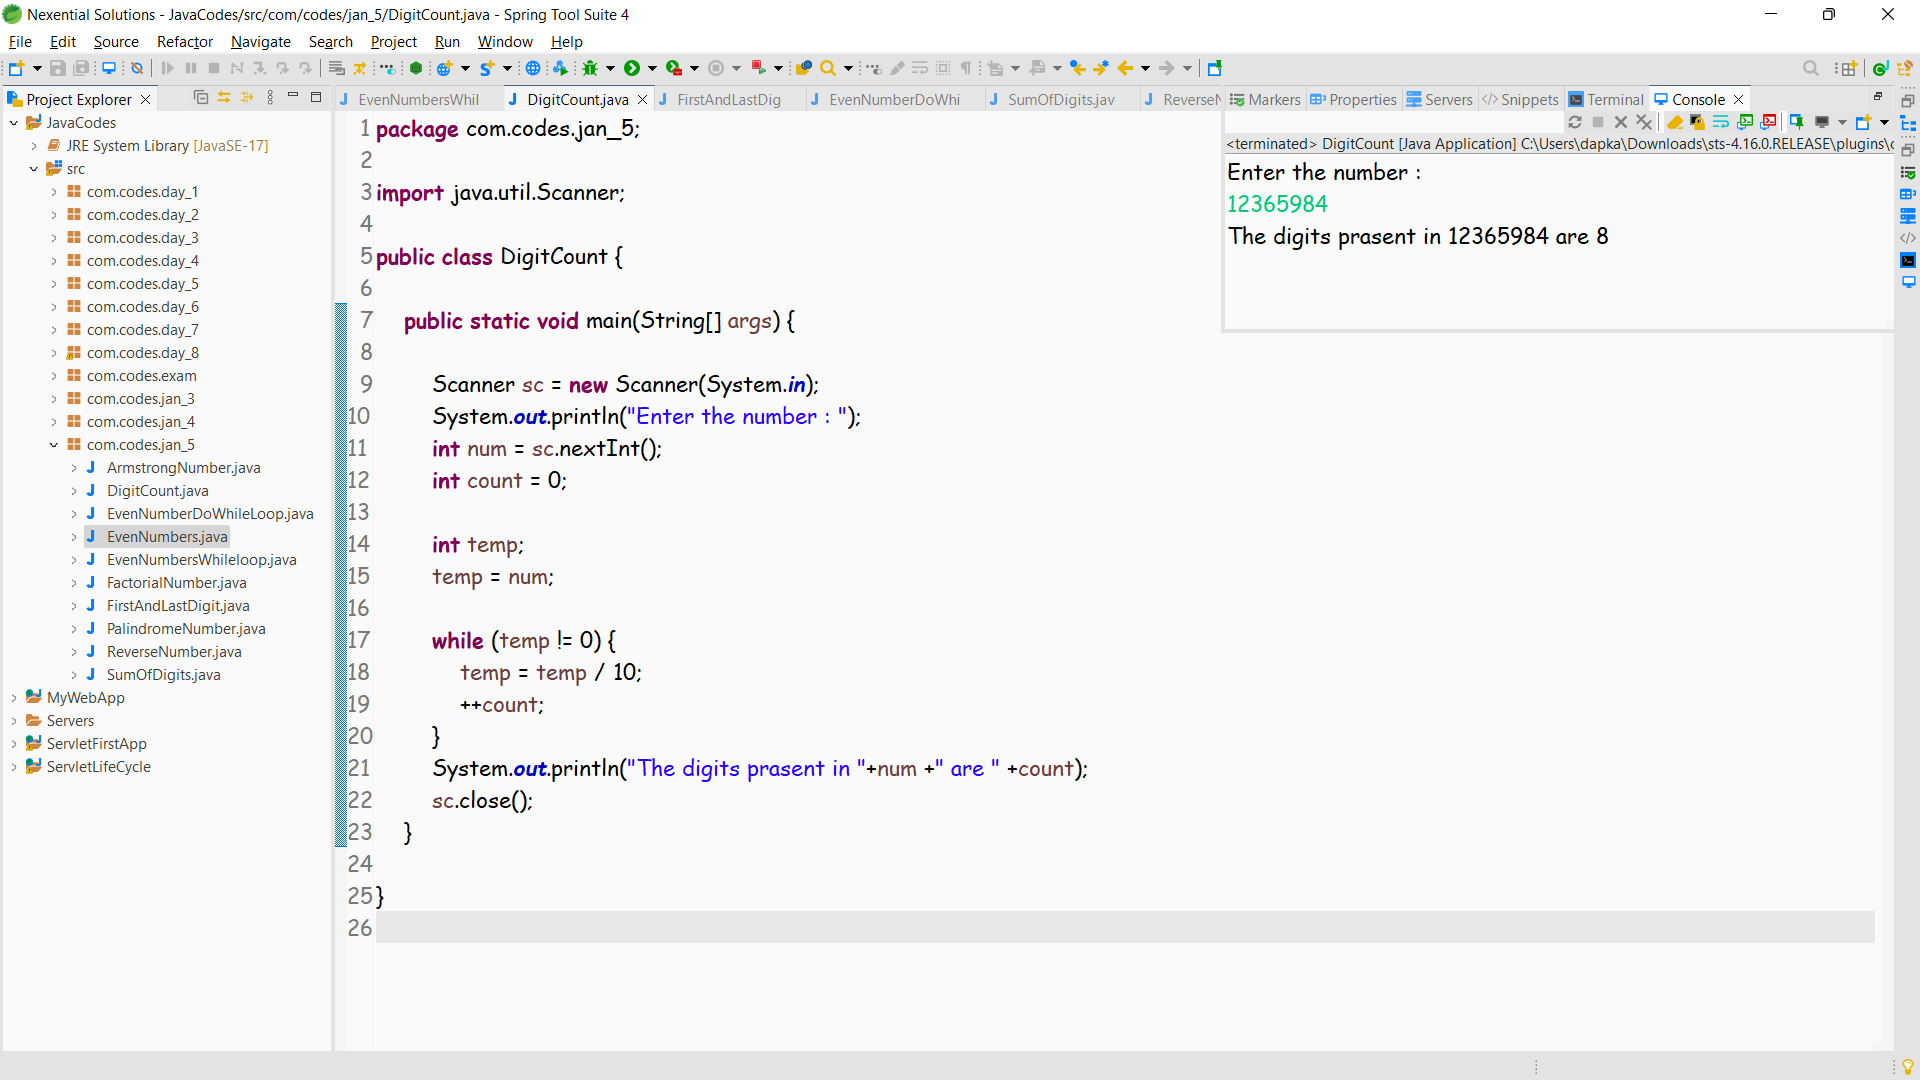 Nexential Solutions - JavaCodes/src/com/codes/jan_5/DigitCount.java - Spring Tool Suite 4
File Edit Source Refactor Navigate Search Project Run Window Help
Project Explorer
JavaCodes
JRE System Library [JavaSE-17]
src
com.codes.day_1
com.codes.day_2
com.codes.day_3
com.codes.day_4
com.codes.day_5
com.codes.day_6
com.codes.day_7
com.codes.day_8
com.codes.exam
com.codes.jan_3
com.codes.jan_4
com.codes.jan_5
ArmstrongNumber.java
DigitCount.java
EvenNumberDoWhileLoop.java
EvenNumbers.java
EvenNumbersWhileloop.java
FactorialNumber.java
FirstAndLastDigit.java
PalindromeNumber.java
ReverseNumber.java
SumOfDigits.java
MyWebApp
Servers
ServletFirstApp
ServletLifeCycle
EvenNumbersWhil DigitCount.java FirstAndLastDig EvenNumberDoWhi SumOfDigits.jav ReverseN
1 package com.codes.jan_5;
2
3 import java.util.Scanner;
4
5 public class DigitCount {
6
7 public static void main(String[] args) {
8
9 Scanner sc = new Scanner(System.in);
10 System.out.println("Enter the number : ");
11 int num = sc.nextInt();
12 int count = 0;
13
14 int temp;
15 temp = num;
16
17 while (temp != 0) {
18 temp = temp / 10;
19 ++count;
20 }
21 System.out.println("The digits prasent in "+num +" are " +count);
22 sc.close();
23 }
24
25 }
26
Markers Properties Servers Snippets Terminal Console
<terminated> DigitCount [Java Application] C:\Users\dapka\Downloads\sts-4.16.0.RELEASE\plugins\
Enter the number :
12365984
The digits prasent in 12365984 are 8